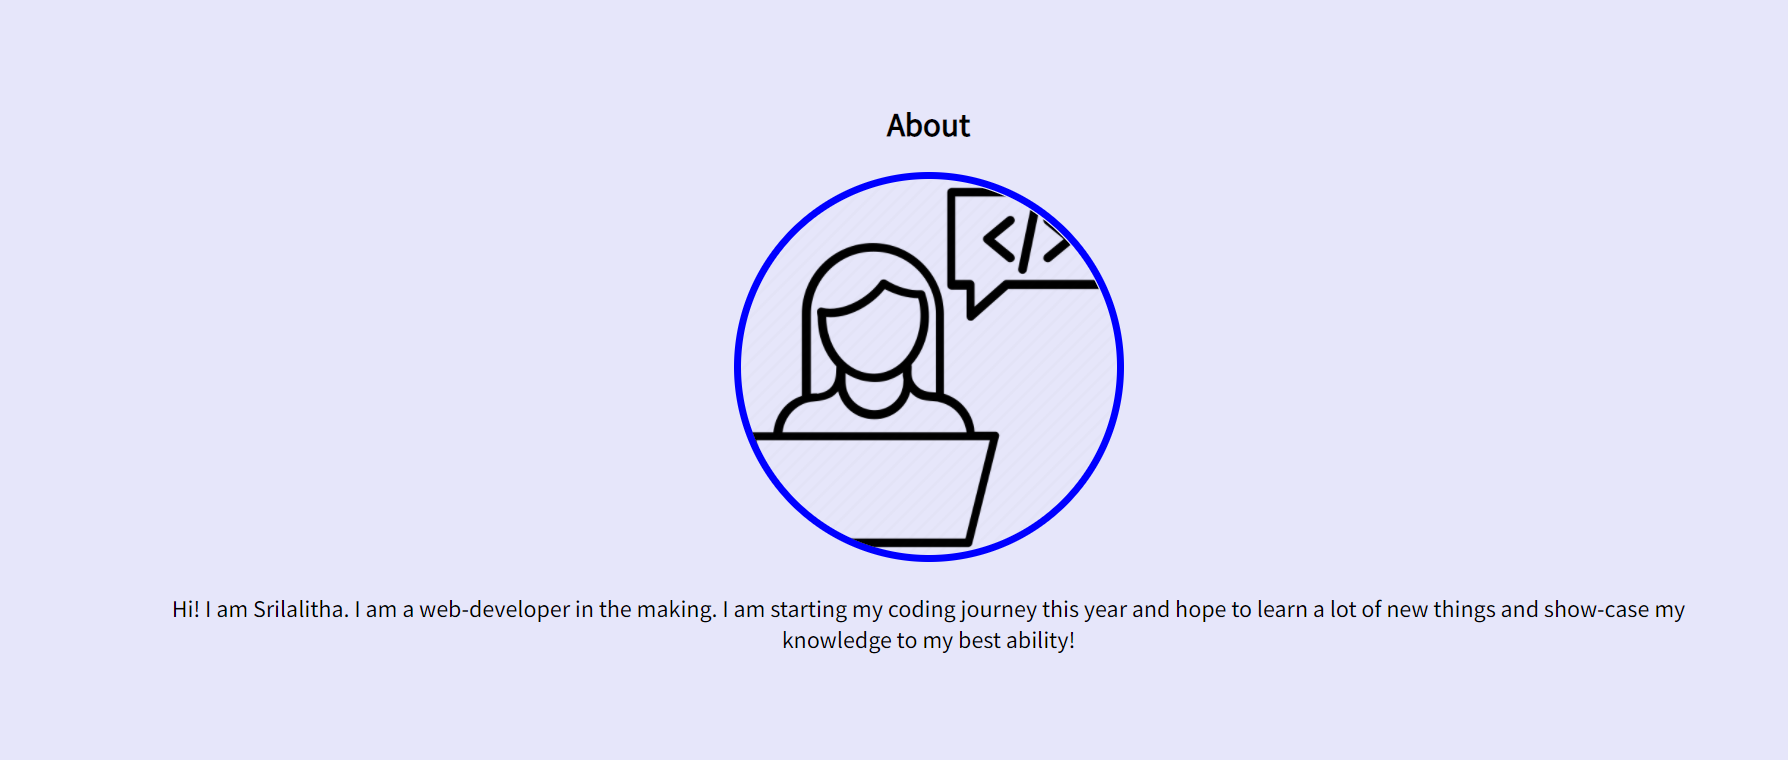 About
</>
Hi! I am Srilalitha. I am a web-developer in the making. I am starting my coding journey this year and hope to learn a lot of new things and show-case my
knowledge to my best ability!